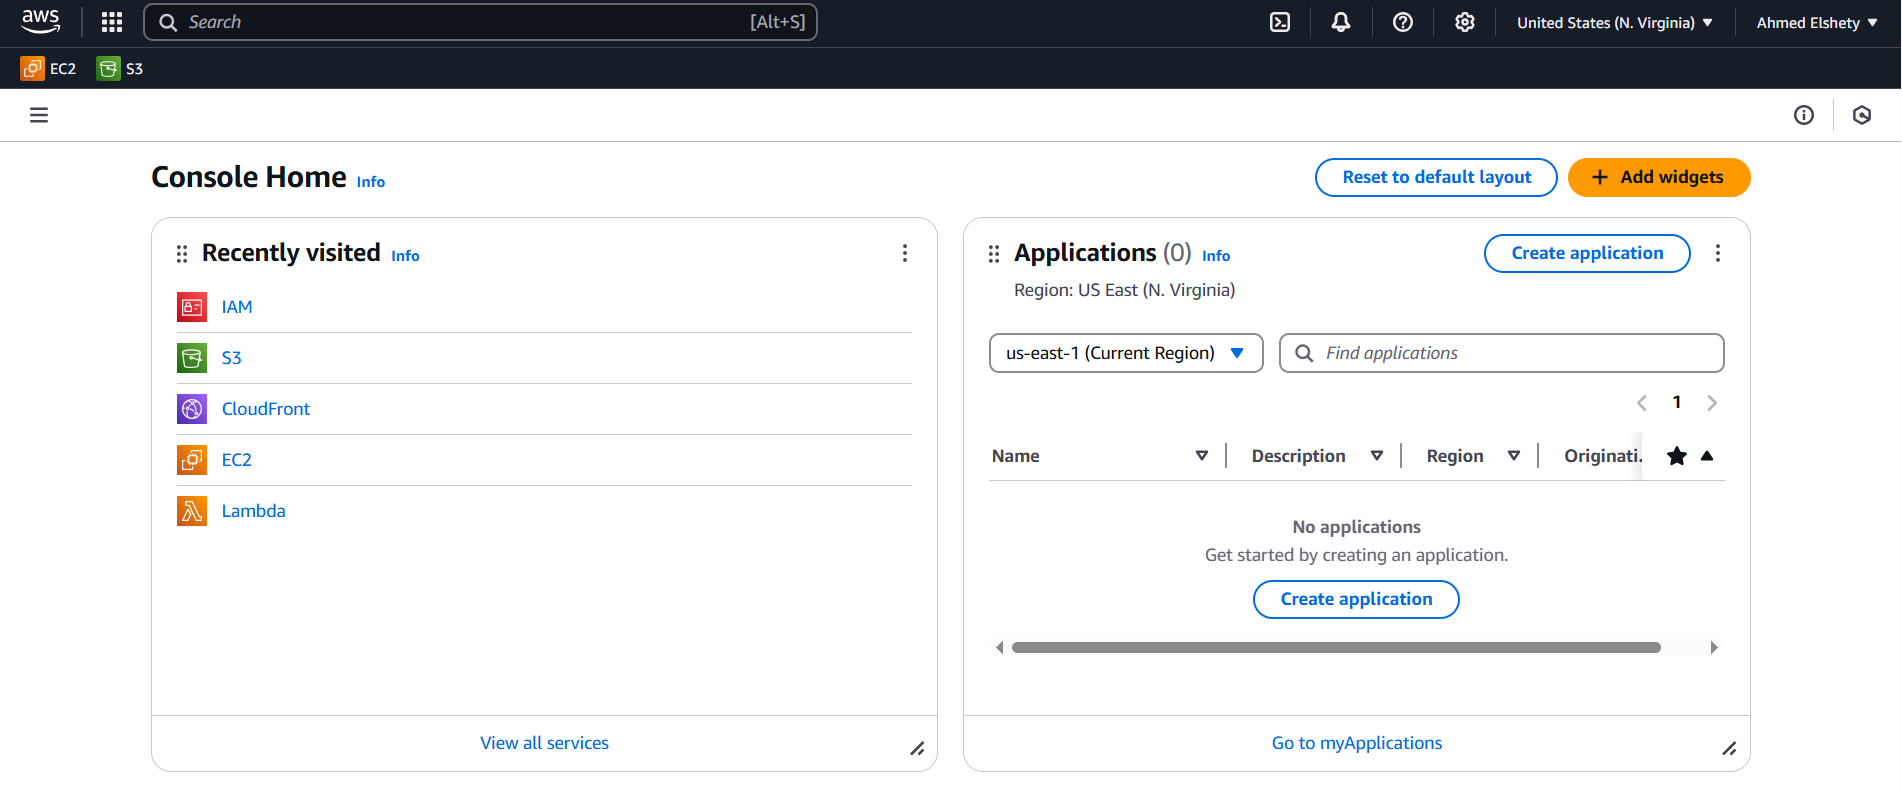 aws
Search [Alt+S]
United States (N. Virginia)
Ahmed Elshety
EC2
S3
Console Home Info
Reset to default layout
Add widgets
Recently visited Info
IAM
S3
CloudFront
EC2
Lambda
View all services
Applications (0) Info
Create application
Region: US East (N. Virginia)
us-east-1 (Current Region)
Find applications
1
Name Description Region Originati.
No applications
Get started by creating an application.
Create application
Go to myApplications